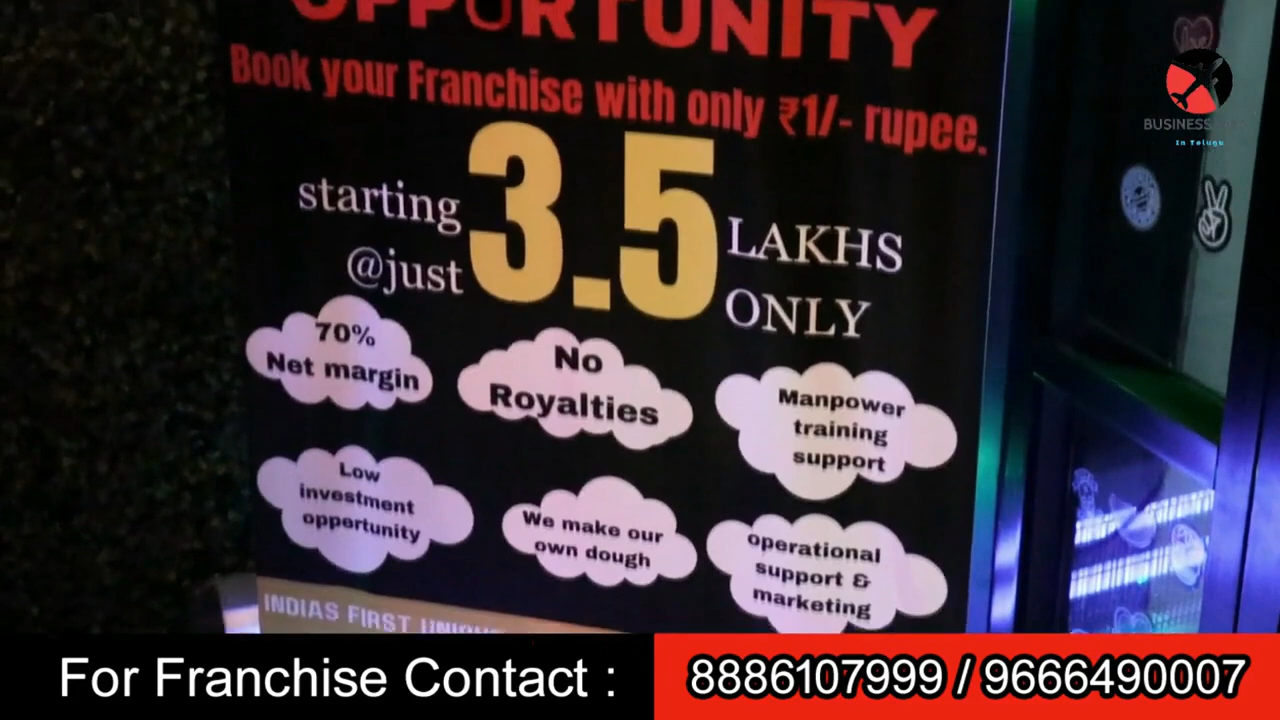 OPPURTUNITY
Book your Franchise with only ₹1/- rupee.
starting
@just
3.5
LAKHS
ONLY
70%
Net margin
No
Royalties
Manpower
training
support
Low
investment
oppertunity
We make our
own dough
operational
support &
marketing
INDIAS FIRST
BUSINESS
In Telugu
For Franchise Contact :
8886107999 / 9666490007